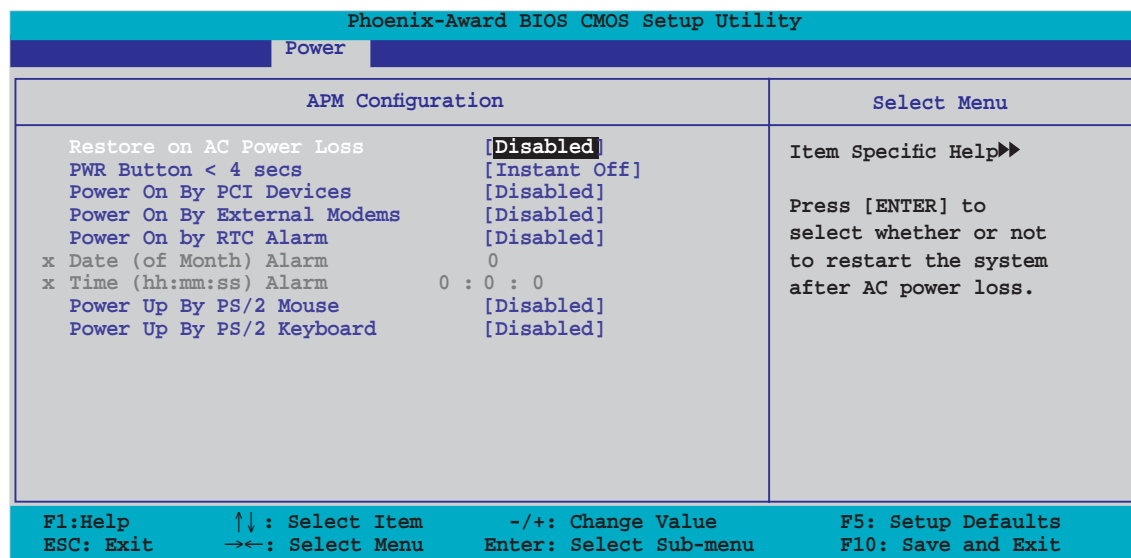 Phoenix-Award BIOS CMOS Setup Utility
Power
APM Configuration
Select Menu
Restore on AC Power Loss [Disabled]
PWR Button < 4 secs [Instant Off]
Power On By PCI Devices [Disabled]
Power On By External Modems [Disabled]
Power On by RTC Alarm [Disabled]
x Date (of Month) Alarm 0
x Time (hh:mm:ss) Alarm 0 : 0 : 0
Power Up By PS/2 Mouse [Disabled]
Power Up By PS/2 Keyboard [Disabled]
Item Specific Help▶▶
Press [ENTER] to
select whether or not
to restart the system
after AC power loss.
F1:Help ↑↓: Select Item -/+: Change Value F5: Setup Defaults
ESC: Exit →←: Select Menu Enter: Select Sub-menu F10: Save and Exit